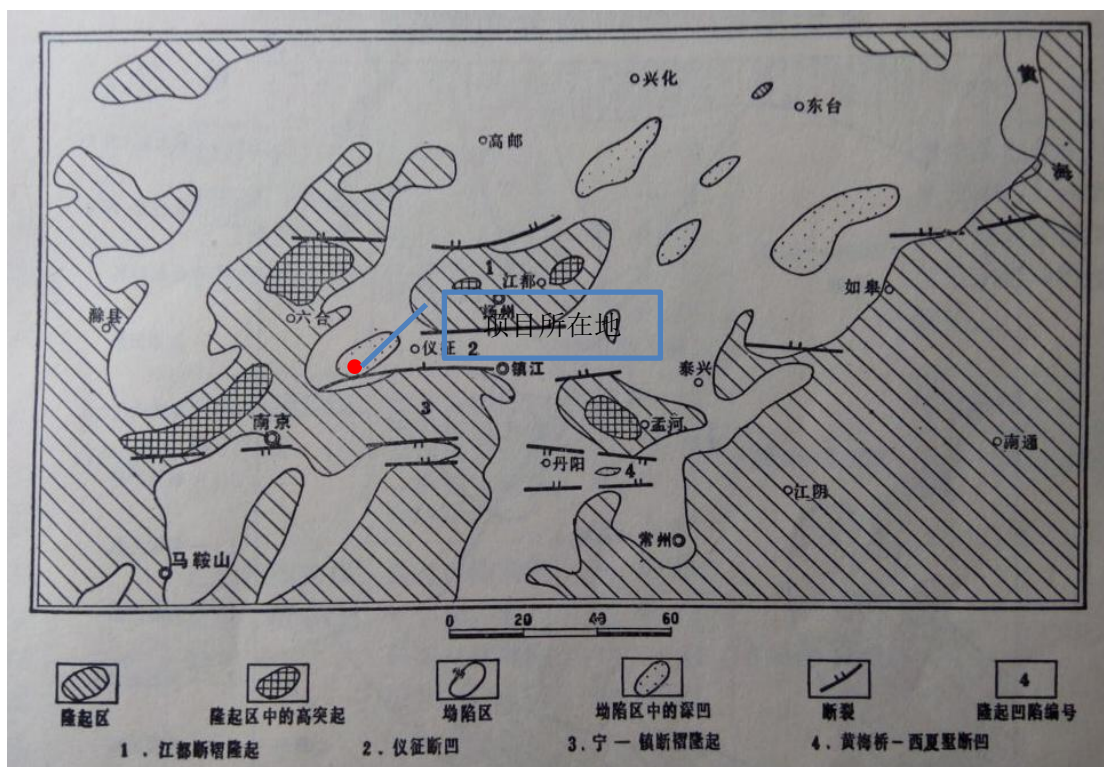 兴化
东台
黄
海
高邮
1
江都
扬州
如皋
滁县
六合
项目所在地
仪征 2
镇江
泰兴
3
南京
孟河
南通
丹阳
4
江阴
常州
马鞍山
0 20 40 60
4
隆起区 隆起区中的高突起 坳陷区 坳陷区中的深凹 断裂 隆起凹陷编号
1．江都断褶隆起 2．仪征断凹 3．宁一镇断褶隆起 4．黄海桥－西夏墅断凹